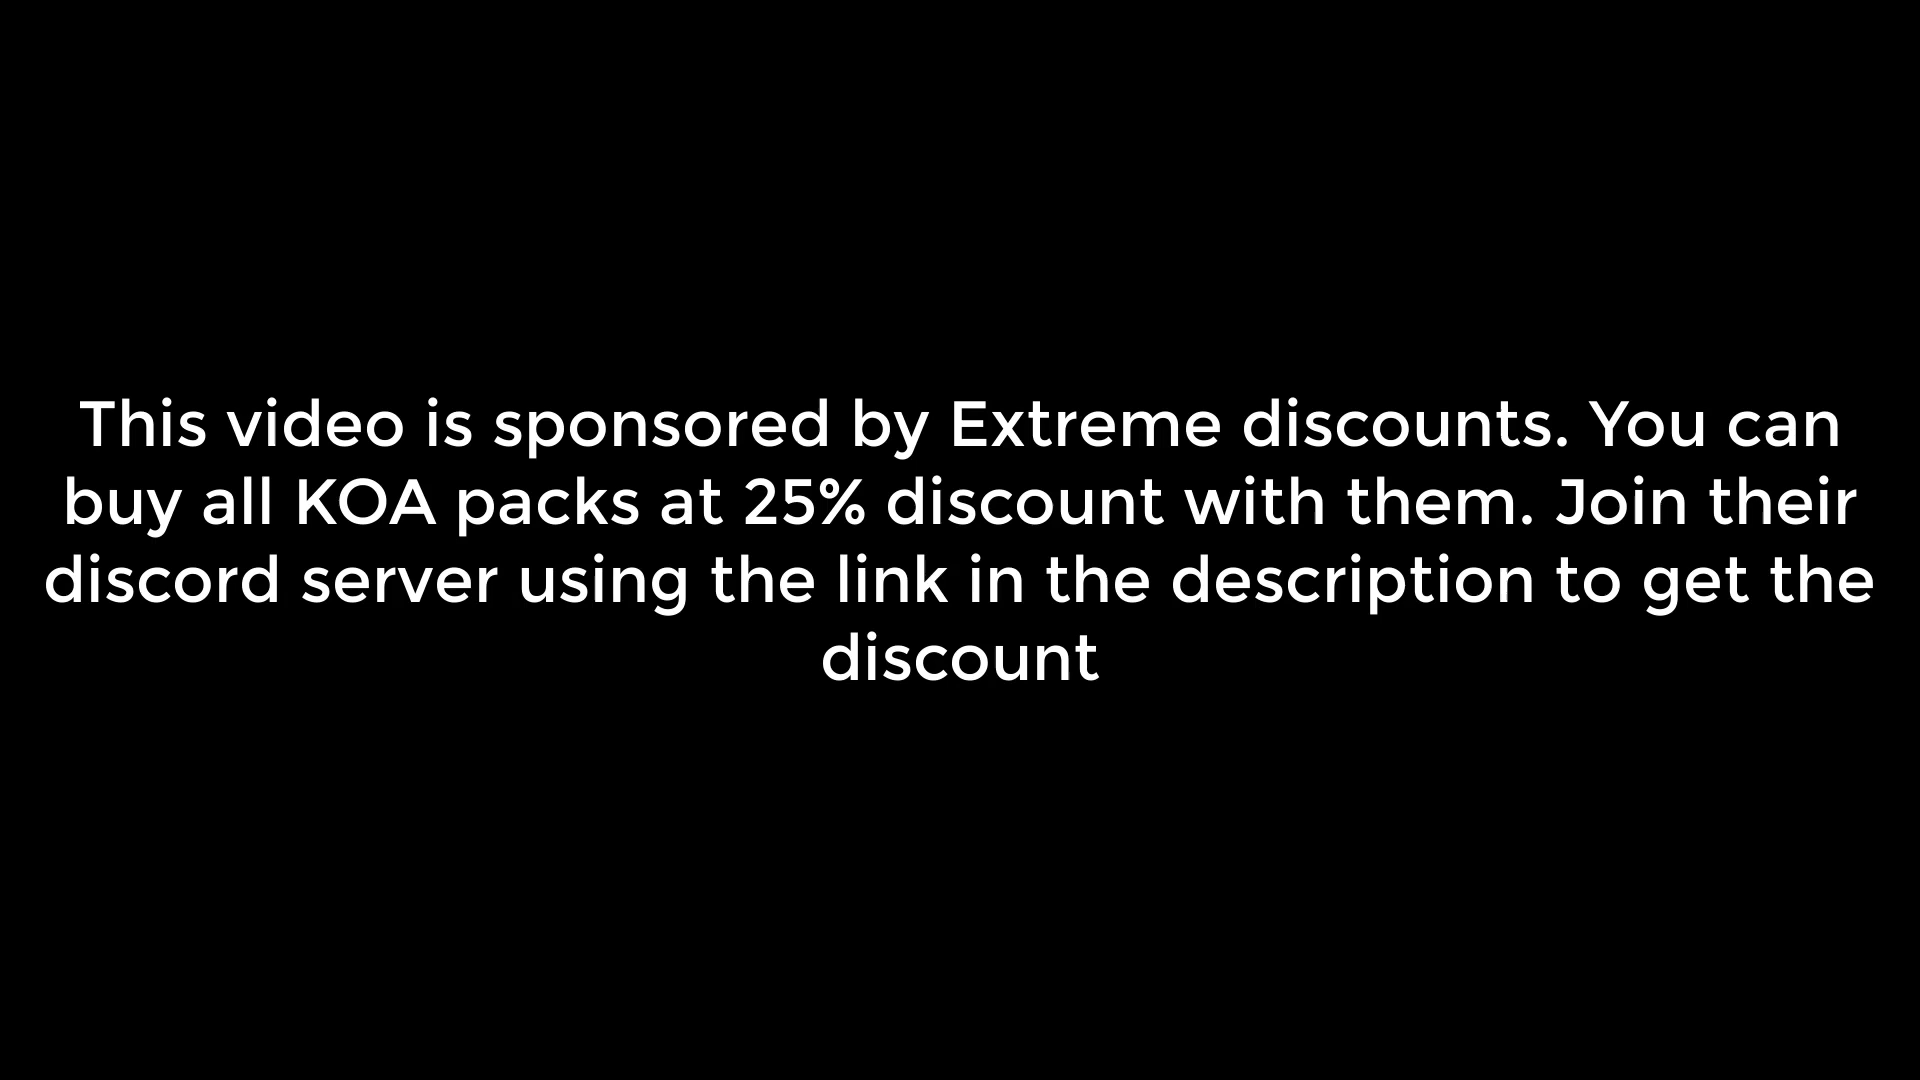 This video is sponsored by Extreme discounts. You can
buy all KOA packs at 25% discount with them. Join their
discord server using the link in the description to get the
discount